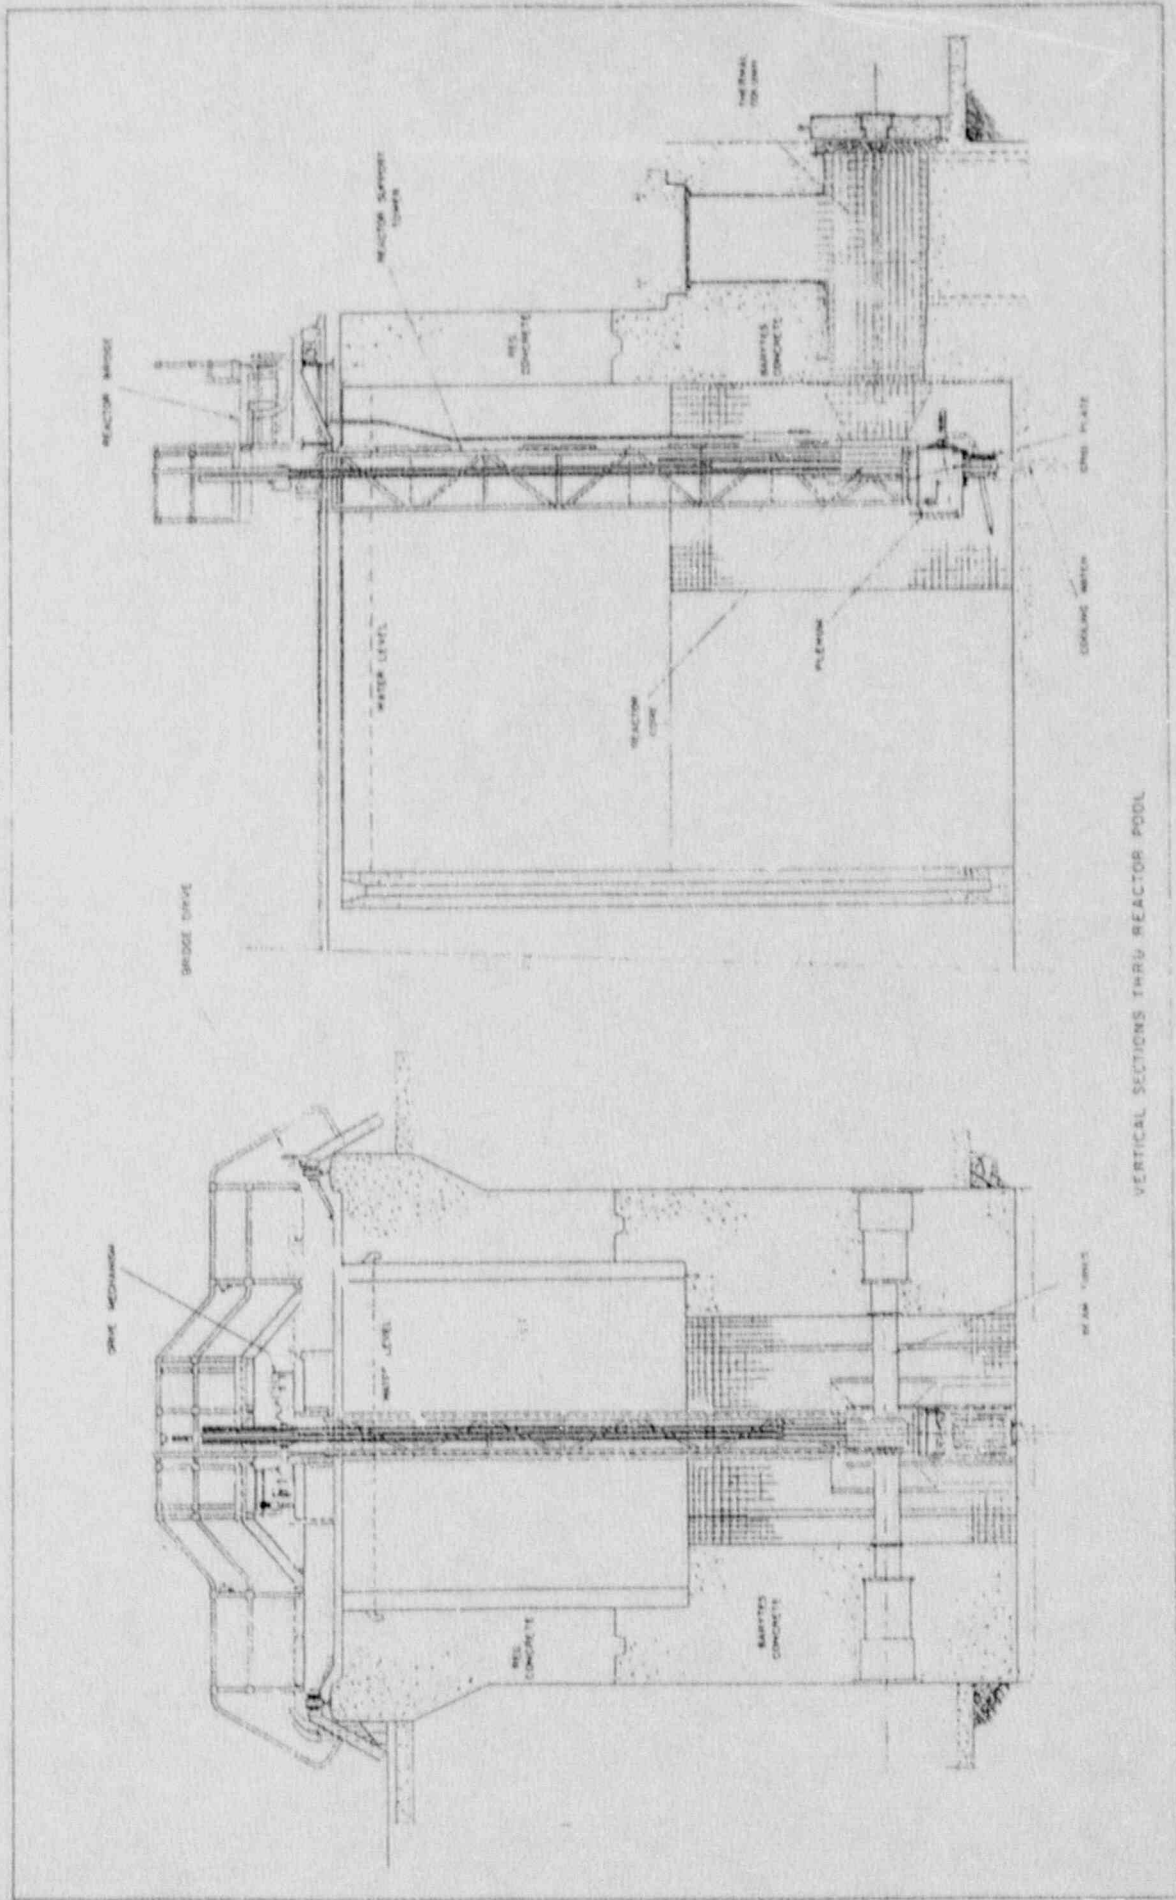 DRIVE MECHANISM
BRIDGE DRIVE
REACTOR BRIDGE
WATER LEVEL
REG
CONCRETE
BARYTES
CONCRETE
BEAM TUBES
REACTOR SUPPORT
TOWER
THERMAL
COLUMN
WATER LEVEL
REG
CONCRETE
BARYTES
CONCRETE
REACTOR
CORE
PLENUM
COOLING WATER
GRID PLATE
VERTICAL SECTIONS THRU REACTOR POOL